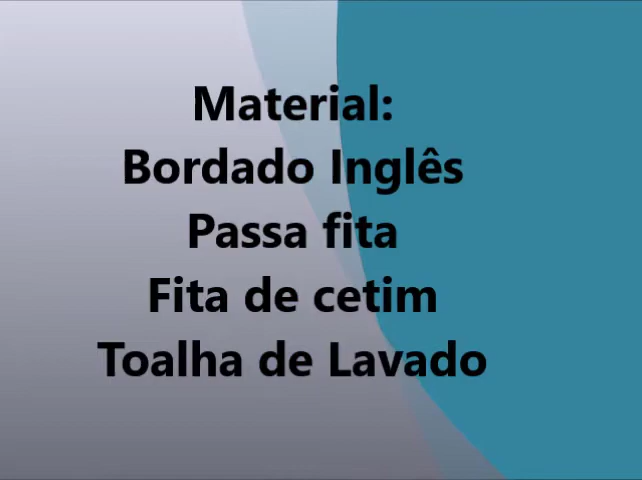 Material:
Bordado Inglês
Passa fita
Fita de cetim
Toalha de Lavado